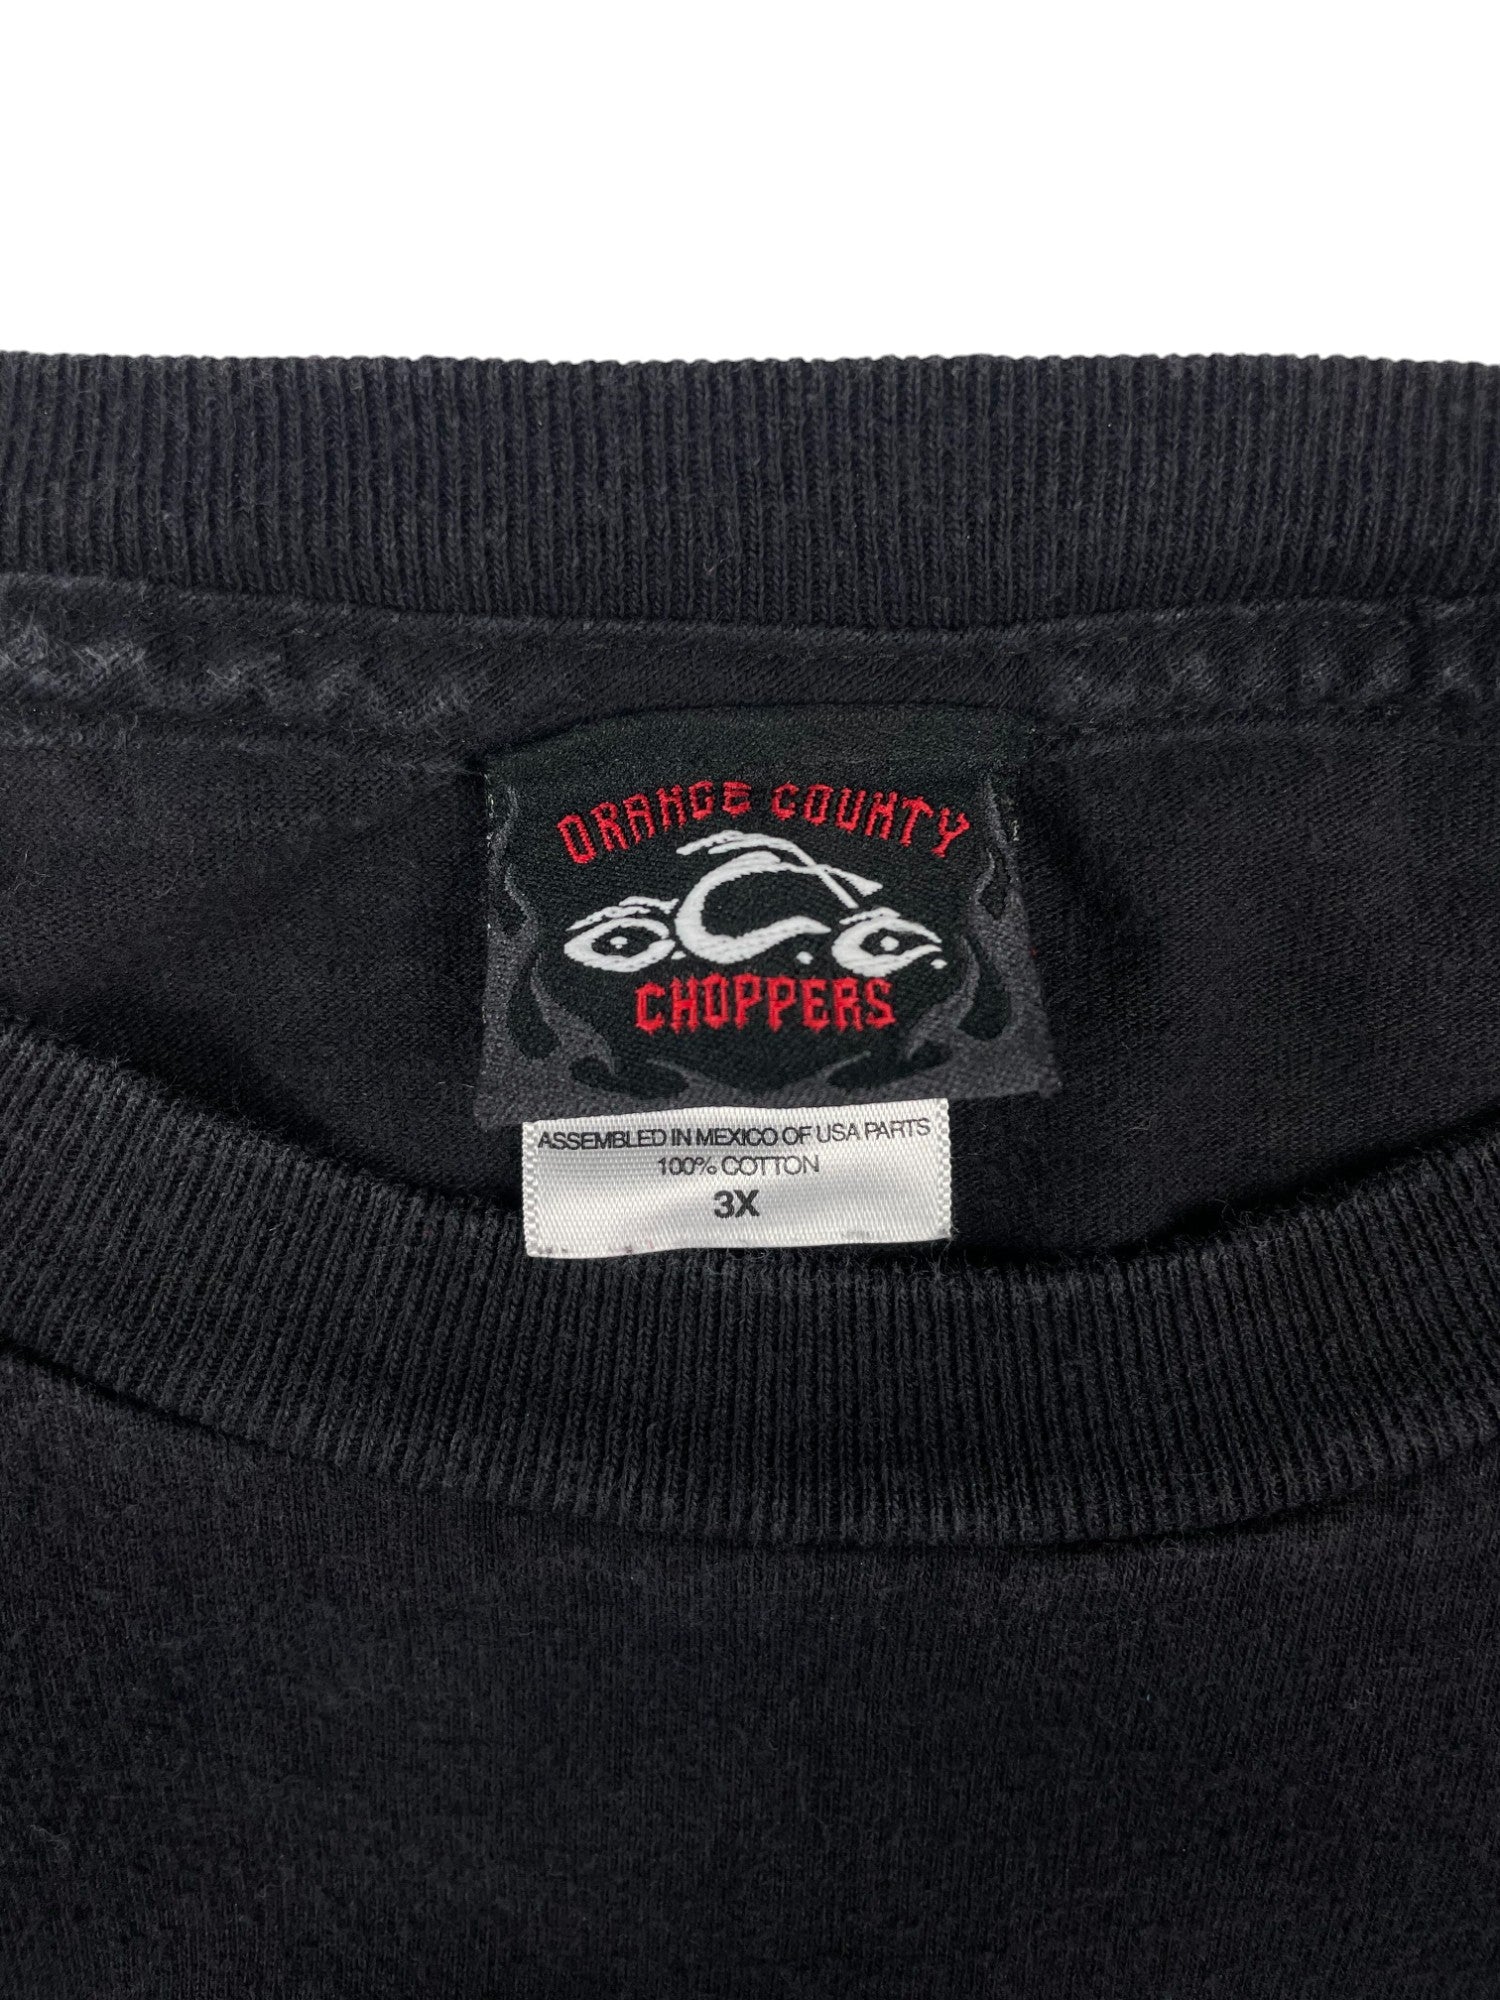 ORANGE COUNTY
O.C.C.
CHOPPERS
ASSEMBLED IN MEXICO OF USA PARTS
100% COTTON
3X